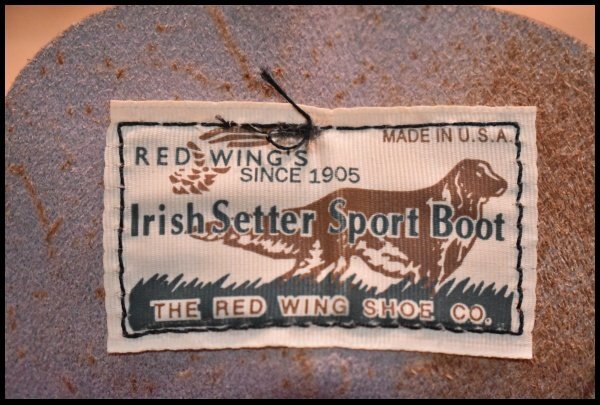 MADE IN U.S.A.
RED WING'S
SINCE 1905
Irish Setter Sport Boot
THE RED WING SHOE CO.